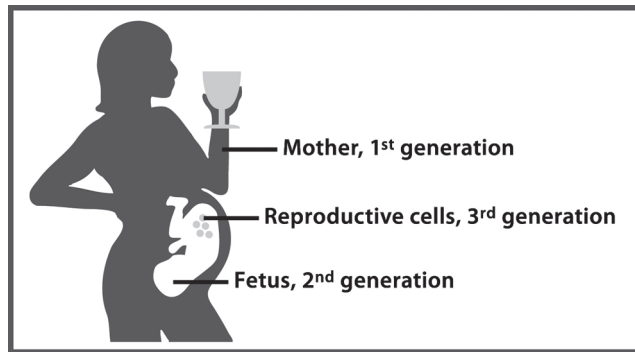 Mother, 1st generation
Reproductive cells, 3rd generation
Fetus, 2nd generation